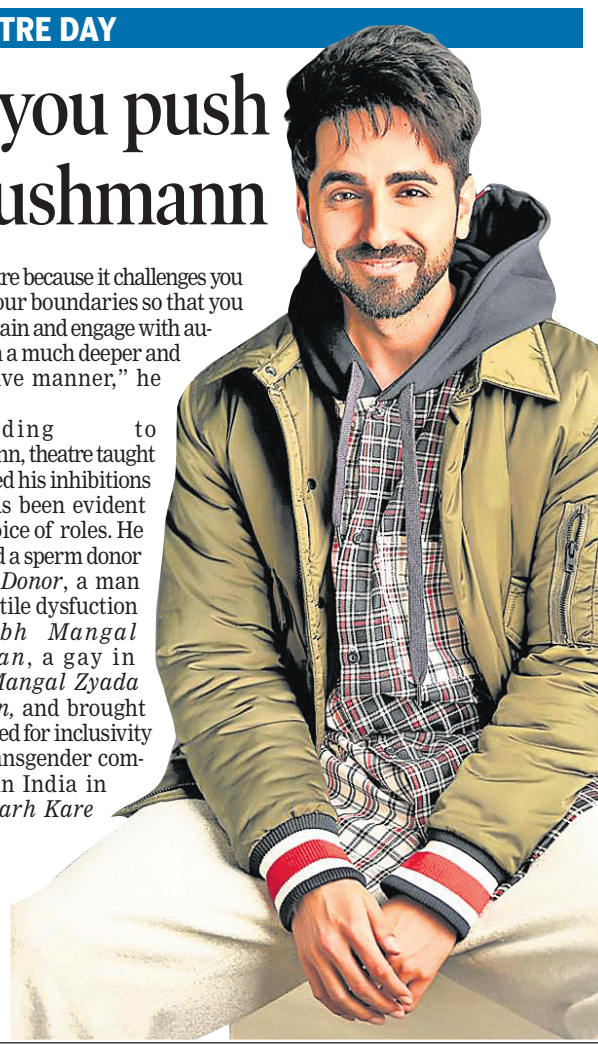 TRE DAY
you push
ushmann
re because it challenges you
our boundaries so that you
ain and engage with au-
n a much deeper and
ve manner,” he
ding to
nn, theatre taught
ed his inhibitions
s been evident
oice of roles. He
d a sperm donor
Donor, a man
tile dysfuction
bh Mangal
an, a gay in
Mangal Zyada
n, and brought
ed for inclusivity
ansgender com-
n India in
arh Kare